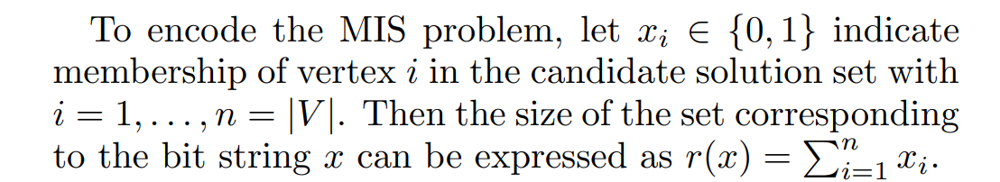 To encode the MIS problem, let $x_i \in \{0, 1\}$ indicate
membership of vertex $i$ in the candidate solution set with
$i = 1, \ldots, n = |V|$. Then the size of the set corresponding
to the bit string $x$ can be expressed as $r(x) = \sum_{i=1}^{n} x_i$.